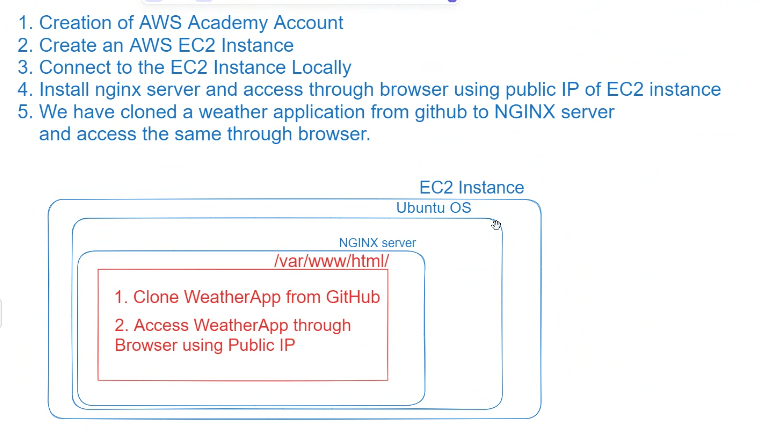 1. Creation of AWS Academy Account
2. Create an AWS EC2 Instance
3. Connect to the EC2 Instance Locally
4. Install nginx server and access through browser using public IP of EC2 instance
5. We have cloned a weather application from github to NGINX server
and access the same through browser.
EC2 Instance
Ubuntu OS
NGINX server
/var/www/html/
1. Clone WeatherApp from GitHub
2. Access WeatherApp through
Browser using Public IP